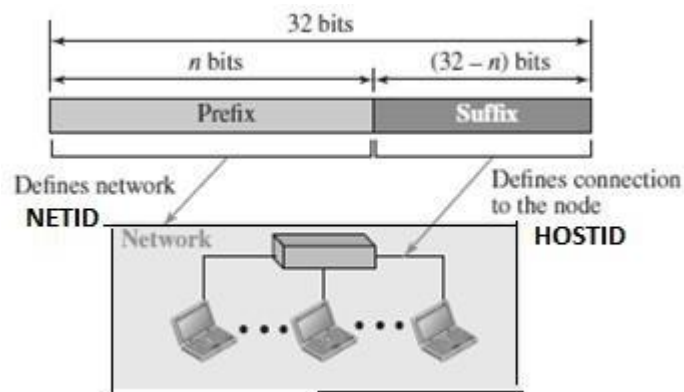 32 bits
n bits
(32 – n) bits
Prefix
Suffix
Defines network
NETID
Defines connection
to the node
HOSTID
Network